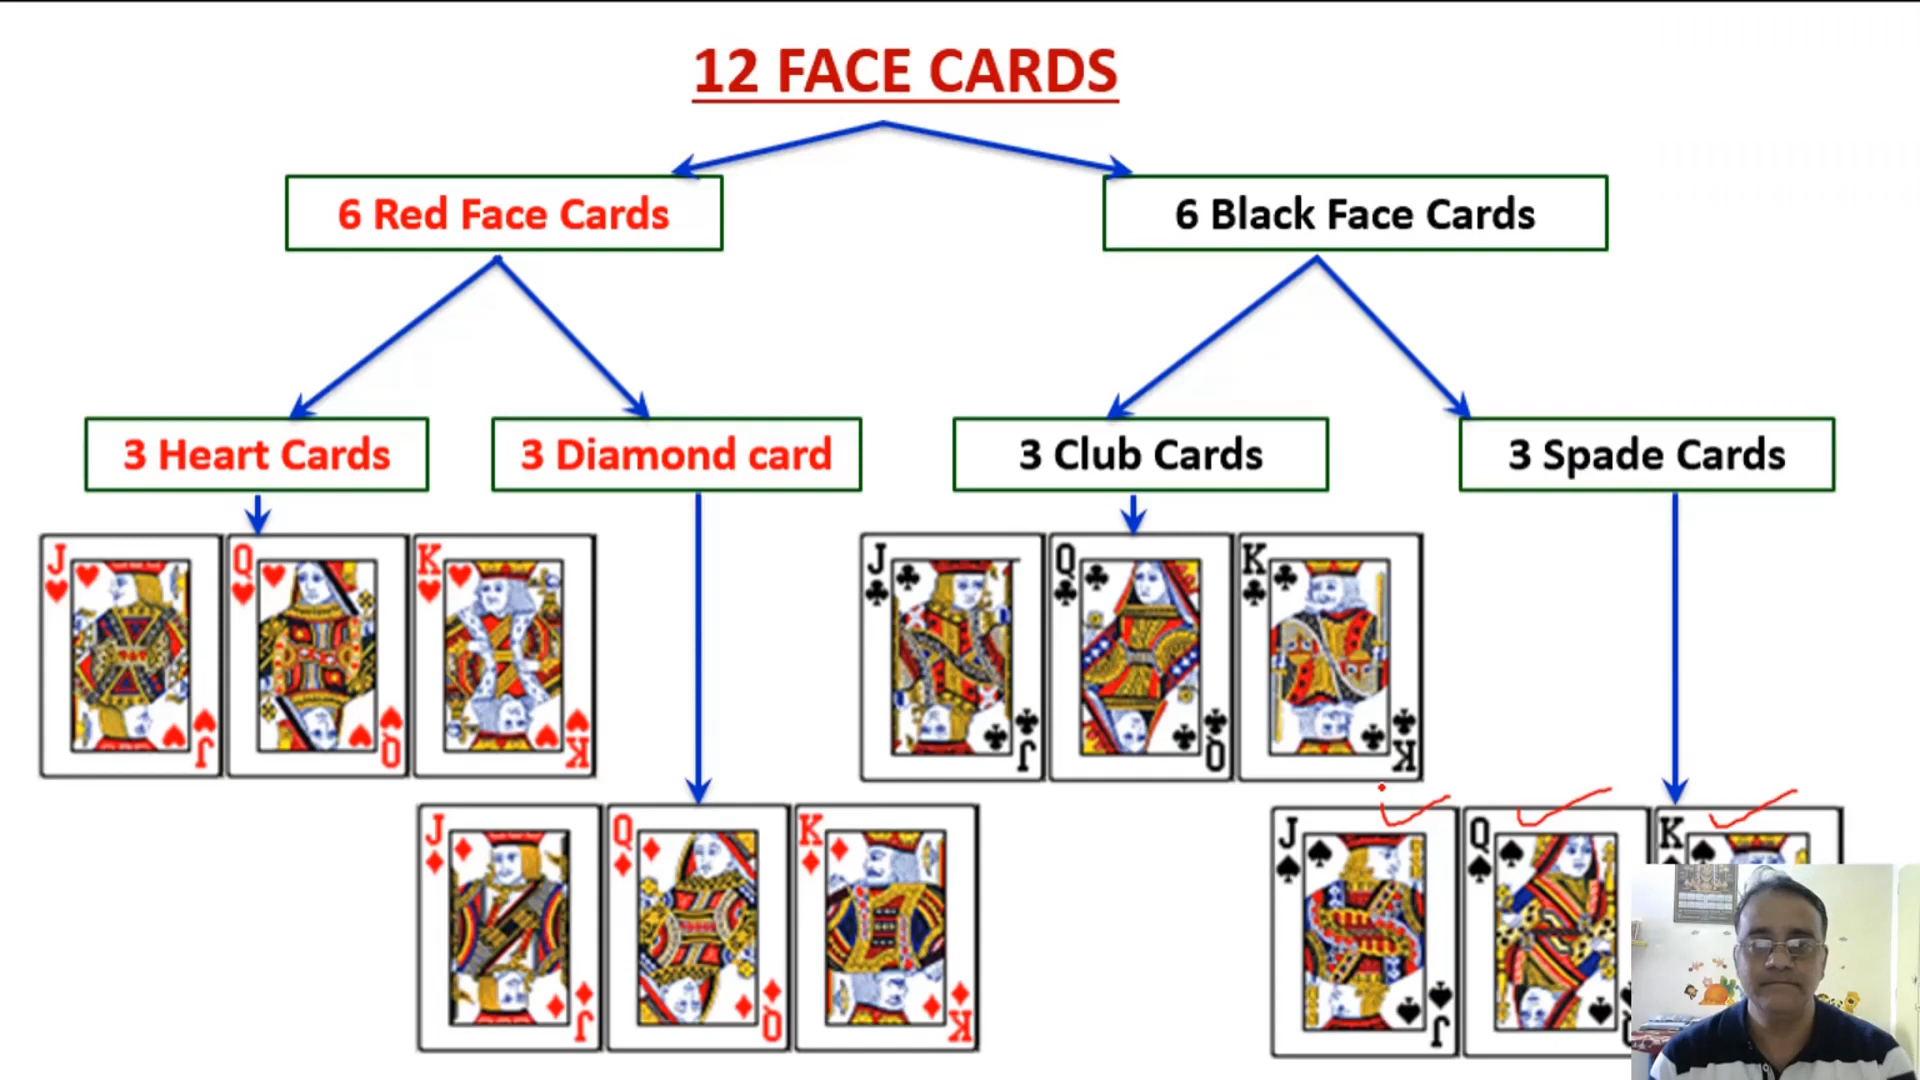 12 FACE CARDS
6 Red Face Cards
6 Black Face Cards
3 Heart Cards
3 Diamond card
3 Club Cards
3 Spade Cards
J
Q
K
J
Q
K
J
Q
K
J
Q
K
J
Q
K
J
Q
K
J
Q
K
J